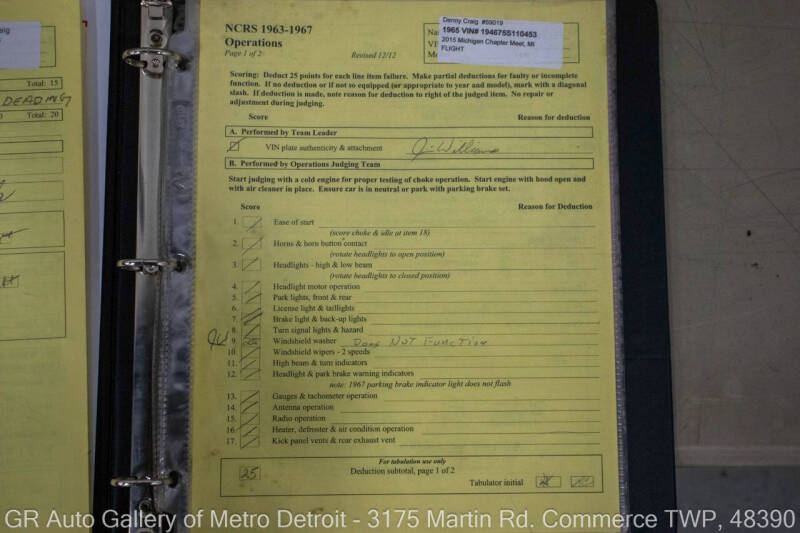 Total: 15
DEAD
Total: 20
NCRS 1963-1967
Operations
Page 1 of 2
Revised 12/12
Denny Craig #59019
1965 VIN# 194675S110453
2015 Michigan Chapter Meet, MI
FLIGHT
Scoring: Deduct 25 points for each line item failure. Make partial deductions for faulty or incomplete
function. If no deduction or if not so equipped (or appropriate to year and model), mark with a diagonal
slash. If deduction is made, note reason for deduction to right of the judged item. No repair or
adjustment during judging.
Score Reason for deduction
A. Performed by Team Leader
VIN plate authenticity & attachment Jim Williams
B. Performed by Operations Judging Team
Start judging with a cold engine for proper testing of choke operation. Start engine with hood open and
with air cleaner in place. Ensure car is in neutral or park with parking brake set.
Score Reason for Deduction
1. Ease of start
(score choke & idle at item 18)
2. Horns & horn button contact
(rotate headlights to open position)
3. Headlights - high & low beam
(rotate headlights to closed position)
4. Headlight motor operation
5. Park lights, front & rear
6. License light & taillights
7. Brake light & back-up lights
8. Turn signal lights & hazard
9. 25 Windshield washer Does NOT FUNCTION
10. Windshield wipers - 2 speeds
11. High beam & turn indicators
12. Headlight & park brake warning indicators
note: 1967 parking brake indicator light does not flash
13. Gauges & tachometer operation
14. Antenna operation
15. Radio operation
16. Heater, defroster & air condition operation
17. Kick panel vents & rear exhaust vent
For tabulation use only
25 Deduction subtotal, page 1 of 2
Tabulator initial
GR Auto Gallery of Metro Detroit - 3175 Martin Rd. Commerce TWP, 48390